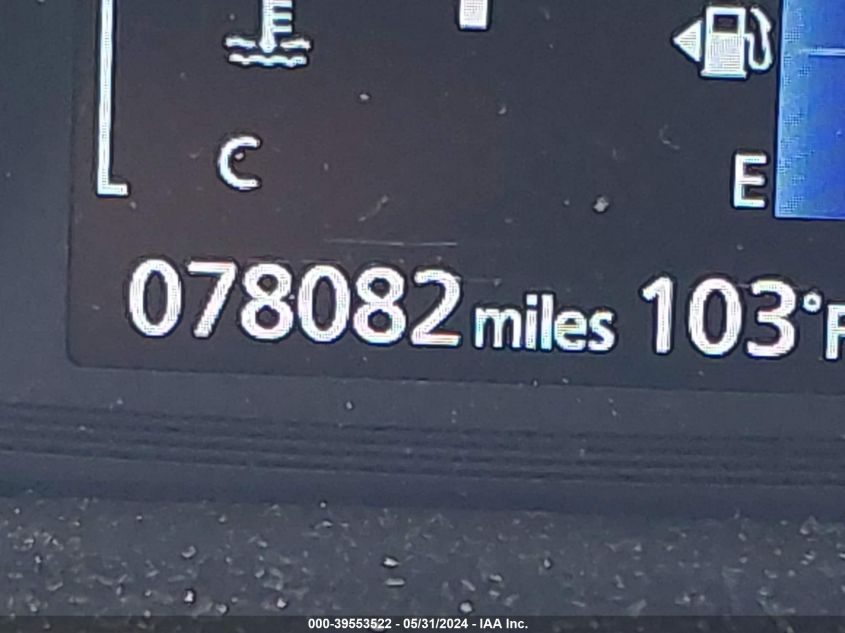 C
E
078082 miles 103°F
000-39553522 - 05/31/2024 - IAA Inc.